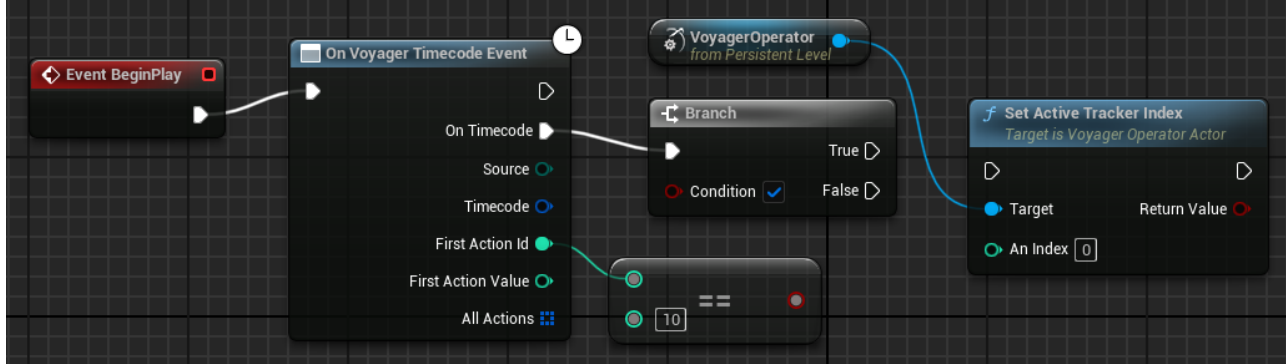 Event BeginPlay
On Voyager Timecode Event
On Timecode
Source
Timecode
First Action Id
First Action Value
All Actions
VoyagerOperator
from Persistent Level
Branch
True
Condition
False
==
10
Set Active Tracker Index
Target is Voyager Operator Actor
Target
Return Value
An Index 0